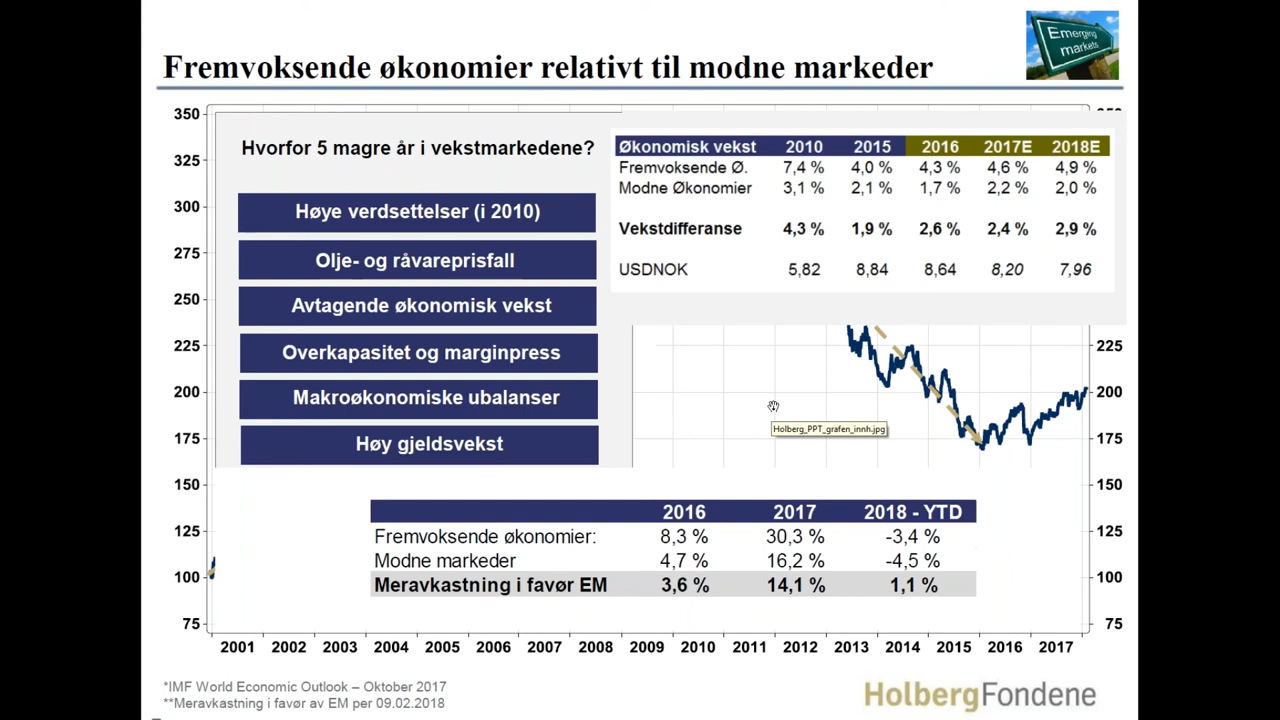 Emerging
markets
Fremvoksende økonomier relativt til modne markeder
Hvorfor 5 magre år i vekstmarkedene?
Høye verdsettelser (i 2010)
Olje- og råvareprisfall
Avtagende økonomisk vekst
Overkapasitet og marginpress
Makroøkonomiske ubalanser
Høy gjeldsvekst
Økonomisk vekst 2010 2015 2016 2017E 2018E
Fremvoksende Ø. 7,4 % 4,0 % 4,3 % 4,6 % 4,9 %
Modne Økonomier 3,1 % 2,1 % 1,7 % 2,2 % 2,0 %
Vekstdifferanse 4,3 % 1,9 % 2,6 % 2,4 % 2,9 %
USDNOK 5,82 8,84 8,64 8,20 7,96
350
325
300
275
250
225
200
175
150
125
100
75
225
200
175
150
125
100
75
Holberg_PPT_grafen_innh.jpg
2016 2017 2018 - YTD
Fremvoksende økonomier: 8,3 % 30,3 % -3,4 %
Modne markeder 4,7 % 16,2 % -4,5 %
Meravkastning i favør EM 3,6 % 14,1 % 1,1 %
2001 2002 2003 2004 2005 2006 2007 2008 2009 2010 2011 2012 2013 2014 2015 2016 2017
*IMF World Economic Outlook – Oktober 2017
**Meravkastning i favør av EM per 09.02.2018
HolbergFondene